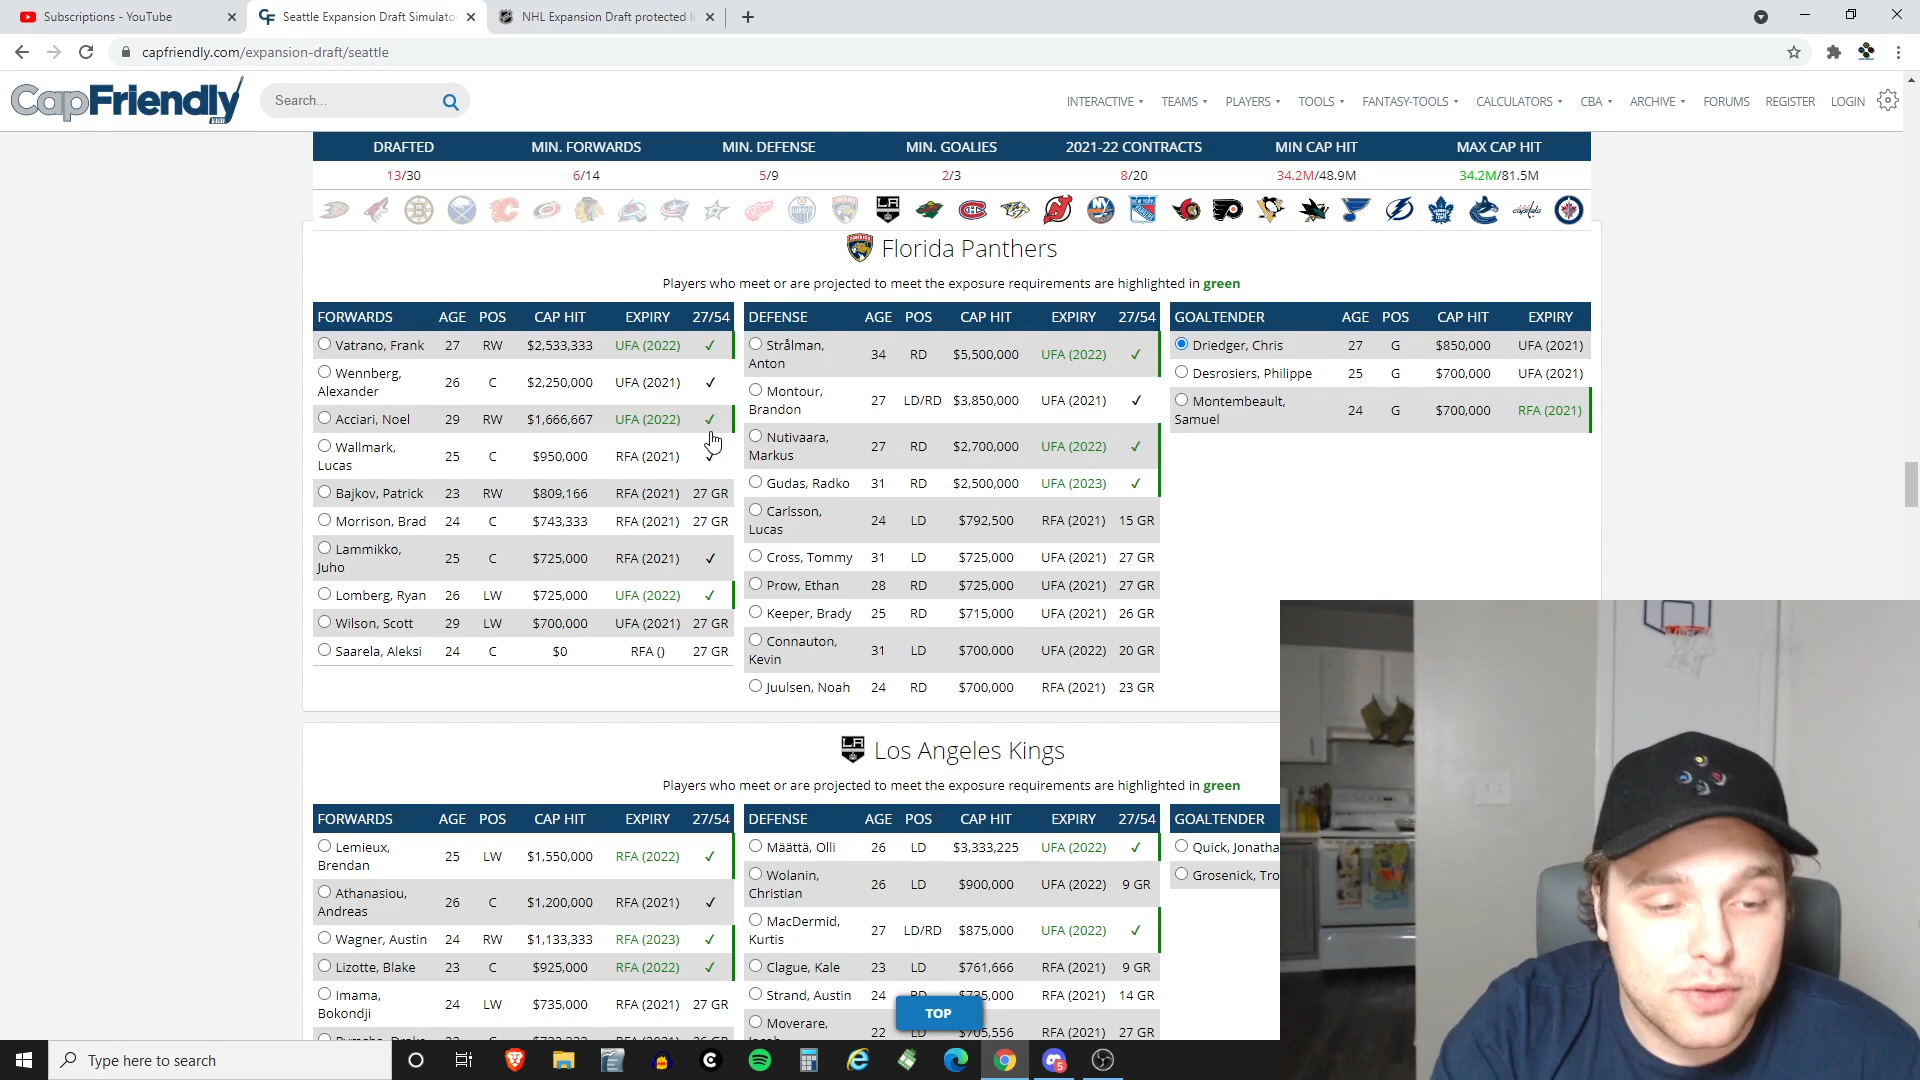 Subscriptions - YouTube
Seattle Expansion Draft Simulato
NHL Expansion Draft protected li
capfriendly.com/expansion-draft/seattle
CapFriendly
Search...
INTERACTIVE TEAMS PLAYERS TOOLS FANTASY-TOOLS CALCULATORS CBA ARCHIVE FORUMS REGISTER LOGIN
DRAFTED MIN. FORWARDS MIN. DEFENSE MIN. GOALIES 2021-22 CONTRACTS MIN CAP HIT MAX CAP HIT
13/30 6/14 5/9 2/3 8/20 34.2M/48.9M 34.2M/81.5M
Florida Panthers
Players who meet or are projected to meet the exposure requirements are highlighted in green
FORWARDS AGE POS CAP HIT EXPIRY 27/54
Vatrano, Frank 27 RW $2,533,333 UFA (2022) ✓
Wennberg, Alexander 26 C $2,250,000 UFA (2021) ✓
Acciari, Noel 29 RW $1,666,667 UFA (2022) ✓
Wallmark, Lucas 25 C $950,000 RFA (2021) ✓
Bajkov, Patrick 23 RW $809,166 RFA (2021) 27 GR
Morrison, Brad 24 C $743,333 RFA (2021) 27 GR
Lammikko, Juho 25 C $725,000 RFA (2021) ✓
Lomberg, Ryan 26 LW $725,000 UFA (2022) ✓
Wilson, Scott 29 LW $700,000 UFA (2021) 27 GR
Saarela, Aleksi 24 C $0 RFA () 27 GR
DEFENSE AGE POS CAP HIT EXPIRY 27/54
Strålman, Anton 34 RD $5,500,000 UFA (2022) ✓
Montour, Brandon 27 LD/RD $3,850,000 UFA (2021) ✓
Nutivaara, Markus 27 RD $2,700,000 UFA (2022) ✓
Gudas, Radko 31 RD $2,500,000 UFA (2023) ✓
Carlsson, Lucas 24 LD $792,500 RFA (2021) 15 GR
Cross, Tommy 31 LD $725,000 UFA (2021) 27 GR
Prow, Ethan 28 RD $725,000 UFA (2021) 27 GR
Keeper, Brady 25 RD $715,000 UFA (2021) 26 GR
Connauton, Kevin 31 LD $700,000 UFA (2022) 20 GR
Juulsen, Noah 24 RD $700,000 RFA (2021) 23 GR
GOALTENDER AGE POS CAP HIT EXPIRY
Driedger, Chris 27 G $850,000 UFA (2021)
Desrosiers, Philippe 25 G $700,000 UFA (2021)
Montembeault, Samuel 24 G $700,000 RFA (2021)
Los Angeles Kings
Players who meet or are projected to meet the exposure requirements are highlighted in green
FORWARDS AGE POS CAP HIT EXPIRY 27/54
Lemieux, Brendan 25 LW $1,550,000 RFA (2022) ✓
Athanasiou, Andreas 26 C $1,200,000 RFA (2021) ✓
Wagner, Austin 24 RW $1,133,333 RFA (2023) ✓
Lizotte, Blake 23 C $925,000 RFA (2022) ✓
Imama, Bokondji 24 LW $735,000 RFA (2021) 27 GR
DEFENSE AGE POS CAP HIT EXPIRY 27/54
Määttä, Olli 26 LD $3,333,225 UFA (2022) ✓
Wolanin, Christian 26 LD $900,000 UFA (2022) 9 GR
MacDermid, Kurtis 27 LD/RD $875,000 UFA (2022) ✓
Clague, Kale 23 LD $761,666 RFA (2021) 9 GR
Strand, Austin 24 RD $735,000 RFA (2021) 14 GR
Moverare, 22 LD $705,556 RFA (2021) 27 GR
GOALTENDER
Quick, Jonatha
Grosenick, Tro
TOP
Type here to search